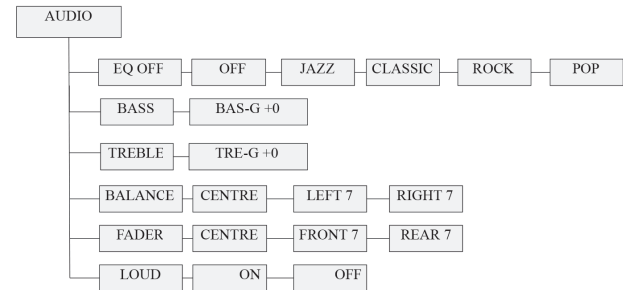 AUDIO
EQ OFF OFF JAZZ CLASSIC ROCK POP
BASS BAS-G +0
TREBLE TRE-G +0
BALANCE CENTRE LEFT 7 RIGHT 7
FADER CENTRE FRONT 7 REAR 7
LOUD ON OFF